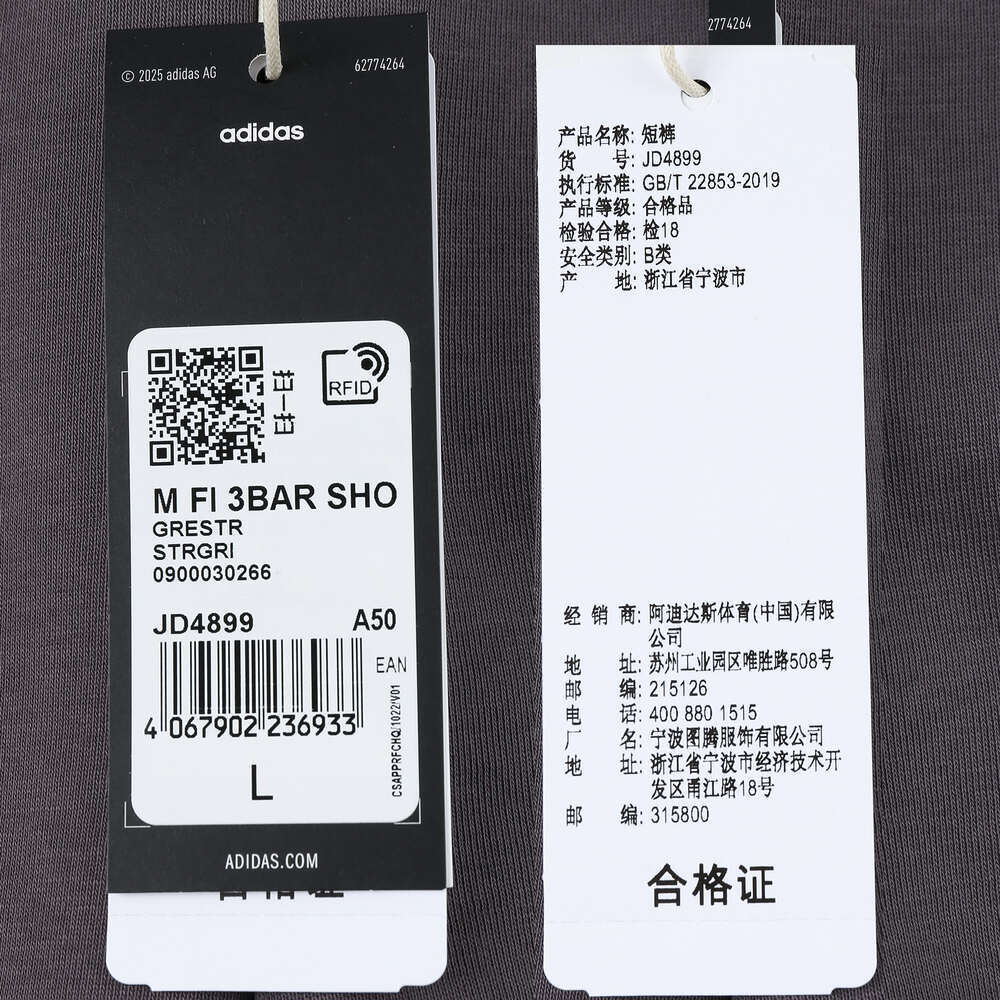 © 2025 adidas AG
62774264
adidas
扫一扫
RFID
M FI 3BAR SHO
GRESTR
STRGRI
0900030266
JD4899 A50
EAN
4 067902 236933
CSAPPRFCHQ/1022/V01
L
ADIDAS.COM
合格证
2774264
产品名称: 短裤
货 号: JD4899
执行标准: GB/T 22853-2019
产品等级: 合格品
检验合格: 检18
安全类别: B类
产 地: 浙江省宁波市
经 销 商: 阿迪达斯体育(中国)有限
公司
地 址: 苏州工业园区唯胜路508号
邮 编: 215126
电 话: 400 880 1515
厂 名: 宁波图腾服饰有限公司
地 址: 浙江省宁波市经济技术开
发区甬江路18号
邮 编: 315800
合格证